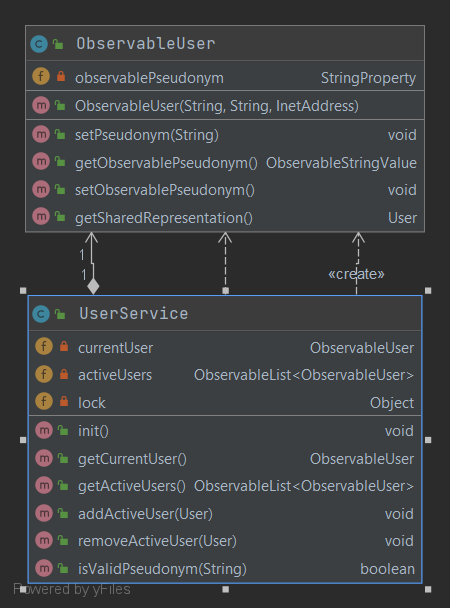 ObservableUser
observablePseudonym StringProperty
ObservableUser(String, String, InetAddress)
setPseudonym(String) void
getObservablePseudonym() ObservableStringValue
setObservablePseudonym() void
getSharedRepresentation() User
1
1
«create»
UserService
currentUser ObservableUser
activeUsers ObservableList<ObservableUser>
lock Object
init() void
getCurrentUser() ObservableUser
getActiveUsers() ObservableList<ObservableUser>
addActiveUser(User) void
removeActiveUser(User) void
isValidPseudonym(String) boolean
Powered by yFiles